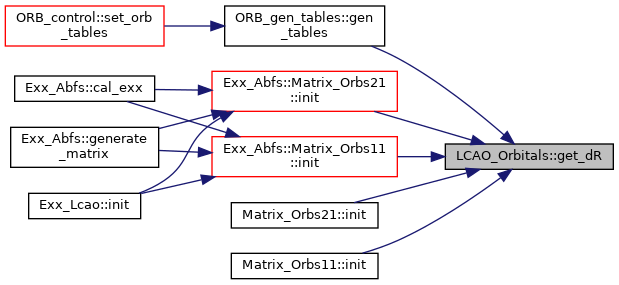 ORB_control::set_orb
_tables
ORB_gen_tables::gen
_tables
Exx_Abfs::cal_exx
Exx_Abfs::Matrix_Orbs21
::init
Exx_Abfs::generate
_matrix
Exx_Abfs::Matrix_Orbs11
::init
LCAO_Orbitals::get_dR
Exx_Lcao::init
Matrix_Orbs21::init
Matrix_Orbs11::init